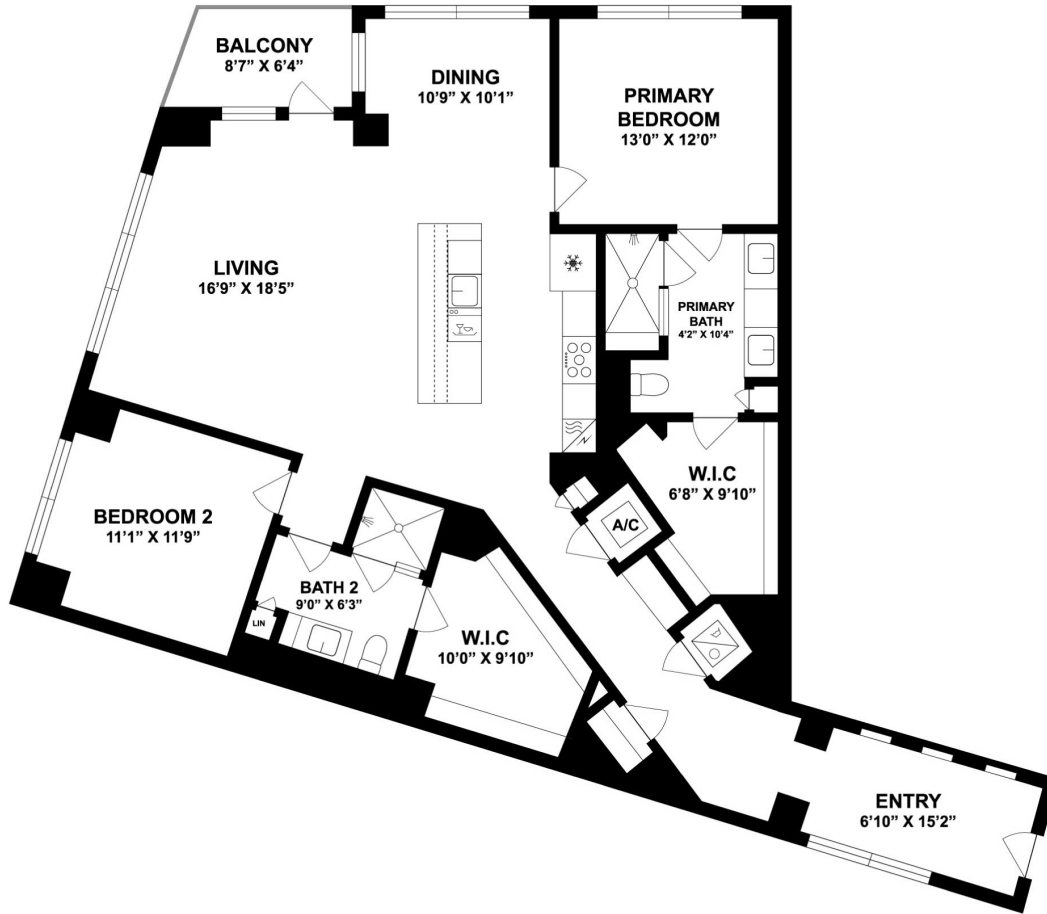 BALCONY
8’7” X 6’4”
DINING
10’9” X 10’1”
PRIMARY
BEDROOM
13’0” X 12’0”
LIVING
16’9” X 18’5”
PRIMARY
BATH
4’2” X 10’4”
W.I.C
6’8” X 9’10”
A/C
BEDROOM 2
11’1” X 11’9”
BATH 2
9’0” X 6’3”
LIN
W.I.C
10’0” X 9’10”
ENTRY
6’10” X 15’2”